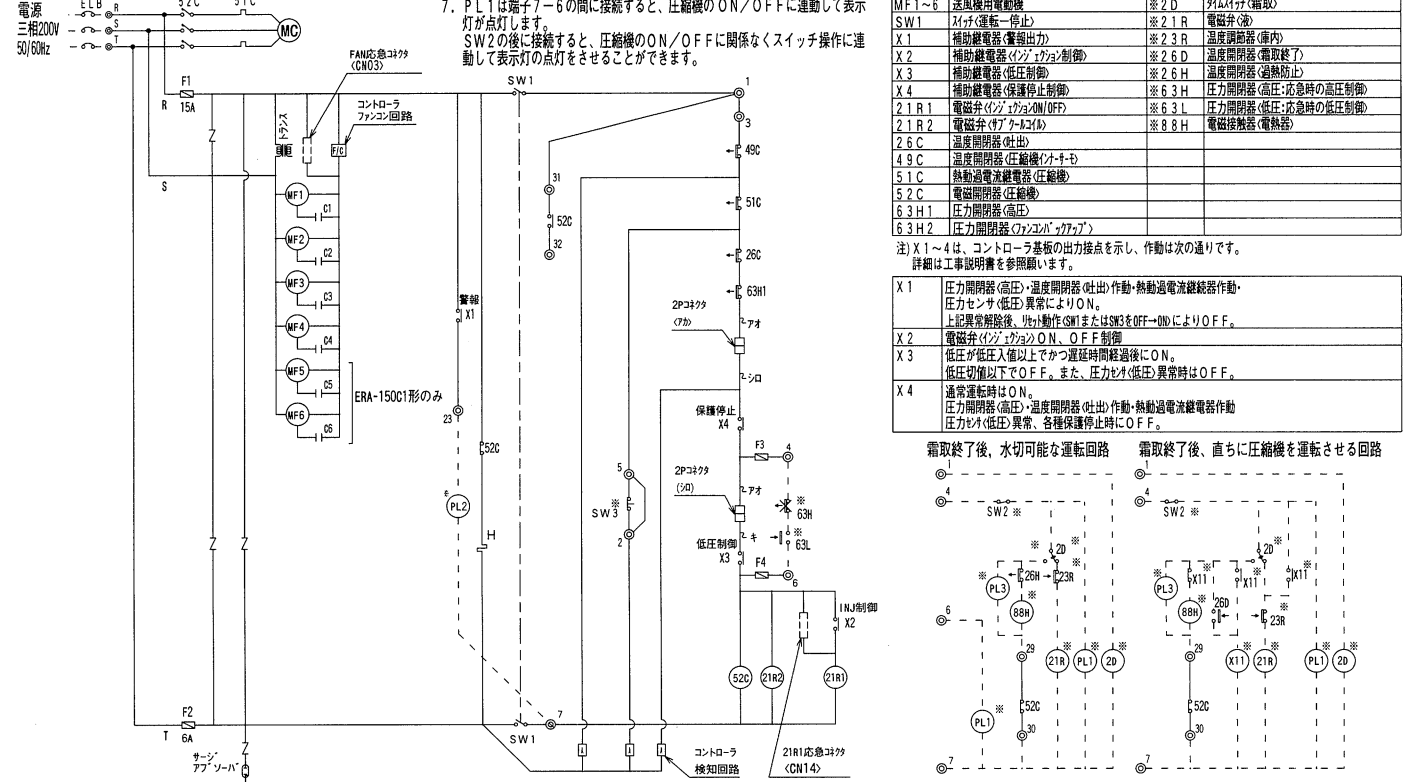 電源
三相200V
50/60Hz
ELB
R
S
T
52C
51C
MC
7. PL1は端子7-6の間に接続すると、圧縮機のON/OFFに連動して表示
灯が点灯します。
SW2の後に接続すると、圧縮機のON/OFFに関係なくスイッチ操作に連
動して表示灯の点灯をさせることができます。
FAN応急コネクタ
<CN03>
F1
15A
R
コントローラ
ファンコン回路
トランス
F/C
S
MF1
C1
MF2
C2
MF3
C3
MF4
C4
MF5
C5
MF6
C6
ERA-150C1形のみ
警報
X1
23
PL2
※
52C
H
SW1
1
3
49C
31
52C
32
51C
26C
63H1
2Pコネクタ
<アカ>
アオ
シロ
保護停止
X4
F3
4
5
SW3
※
2
2Pコネクタ
(シロ)
アオ
キ
※
63H
※
63L
低圧制御
X3
F4
6
INJ制御
X2
52C
21R2
21R1
7
SW1
F2
6A
T
サージ
アブソーバ
コントローラ
検知回路
21R1応急コネクタ
<CN14>
MF1~6 送風機用電動機 ※2D タイムスイッチ<霜取>
SW1 スイッチ<運転-停止> ※21R 電磁弁<液>
X1 補助継電器<警報出力> ※23R 温度調節器<庫内>
X2 補助継電器<インジェクション制御> ※26D 温度開閉器<霜取終了>
X3 補助継電器<低圧制御> ※26H 温度開閉器<過熱防止>
X4 補助継電器<保護停止制御> ※63H 圧力開閉器<高圧:応急時の高圧制御>
21R1 電磁弁<インジェクションON/OFF> ※63L 圧力開閉器<低圧:応急時の低圧制御>
21R2 電磁弁<サブクールコイル> ※88H 電磁接触器<電熱器>
26C 温度開閉器<吐出>
49C 温度開閉器<圧縮機インナーサーモ>
51C 熱動過電流継電器<圧縮機>
52C 電磁開閉器<圧縮機>
63H1 圧力開閉器<高圧>
63H2 圧力開閉器<ファンコンバックアップ>
注)X1~4は、コントローラ基板の出力接点を示し、作動は次の通りです。
詳細は工事説明書を参照願います。
X1 圧力開閉器<高圧>・温度開閉器<吐出>作動・熱動過電流継続器作動・
圧力センサ<低圧>異常によりON。
上記異常解除後、リセット動作<SW1またはSW3をOFF→ON>によりOFF。
X2 電磁弁<インジェクション>ON、OFF制御
X3 低圧が低圧入値以上でかつ遅延時間経過後にON。
低圧切値以下でOFF。また、圧力センサ<低圧>異常時はOFF。
X4 通常運転時はON。
圧力開閉器<高圧>・温度開閉器<吐出>作動・熱動過電流継電器作動
圧力センサ<低圧>異常、各種保護停止時にOFF。
霜取終了後,水切可能な運転回路
1
4
SW2 ※
※
2D
※
※
26H
23R
PL3
※
88H
6
29
※
21R
※
PL1
※
2D
52C
PL1
※
30
7
霜取終了後、直ちに圧縮機を運転させる回路
1
4
SW2 ※
※
2D
※
PL3
※
X11
※
X11
※
X11
88H
26D
※
23R
29
※
X11
※
21R
※
PL1
※
2D
52C
30
7